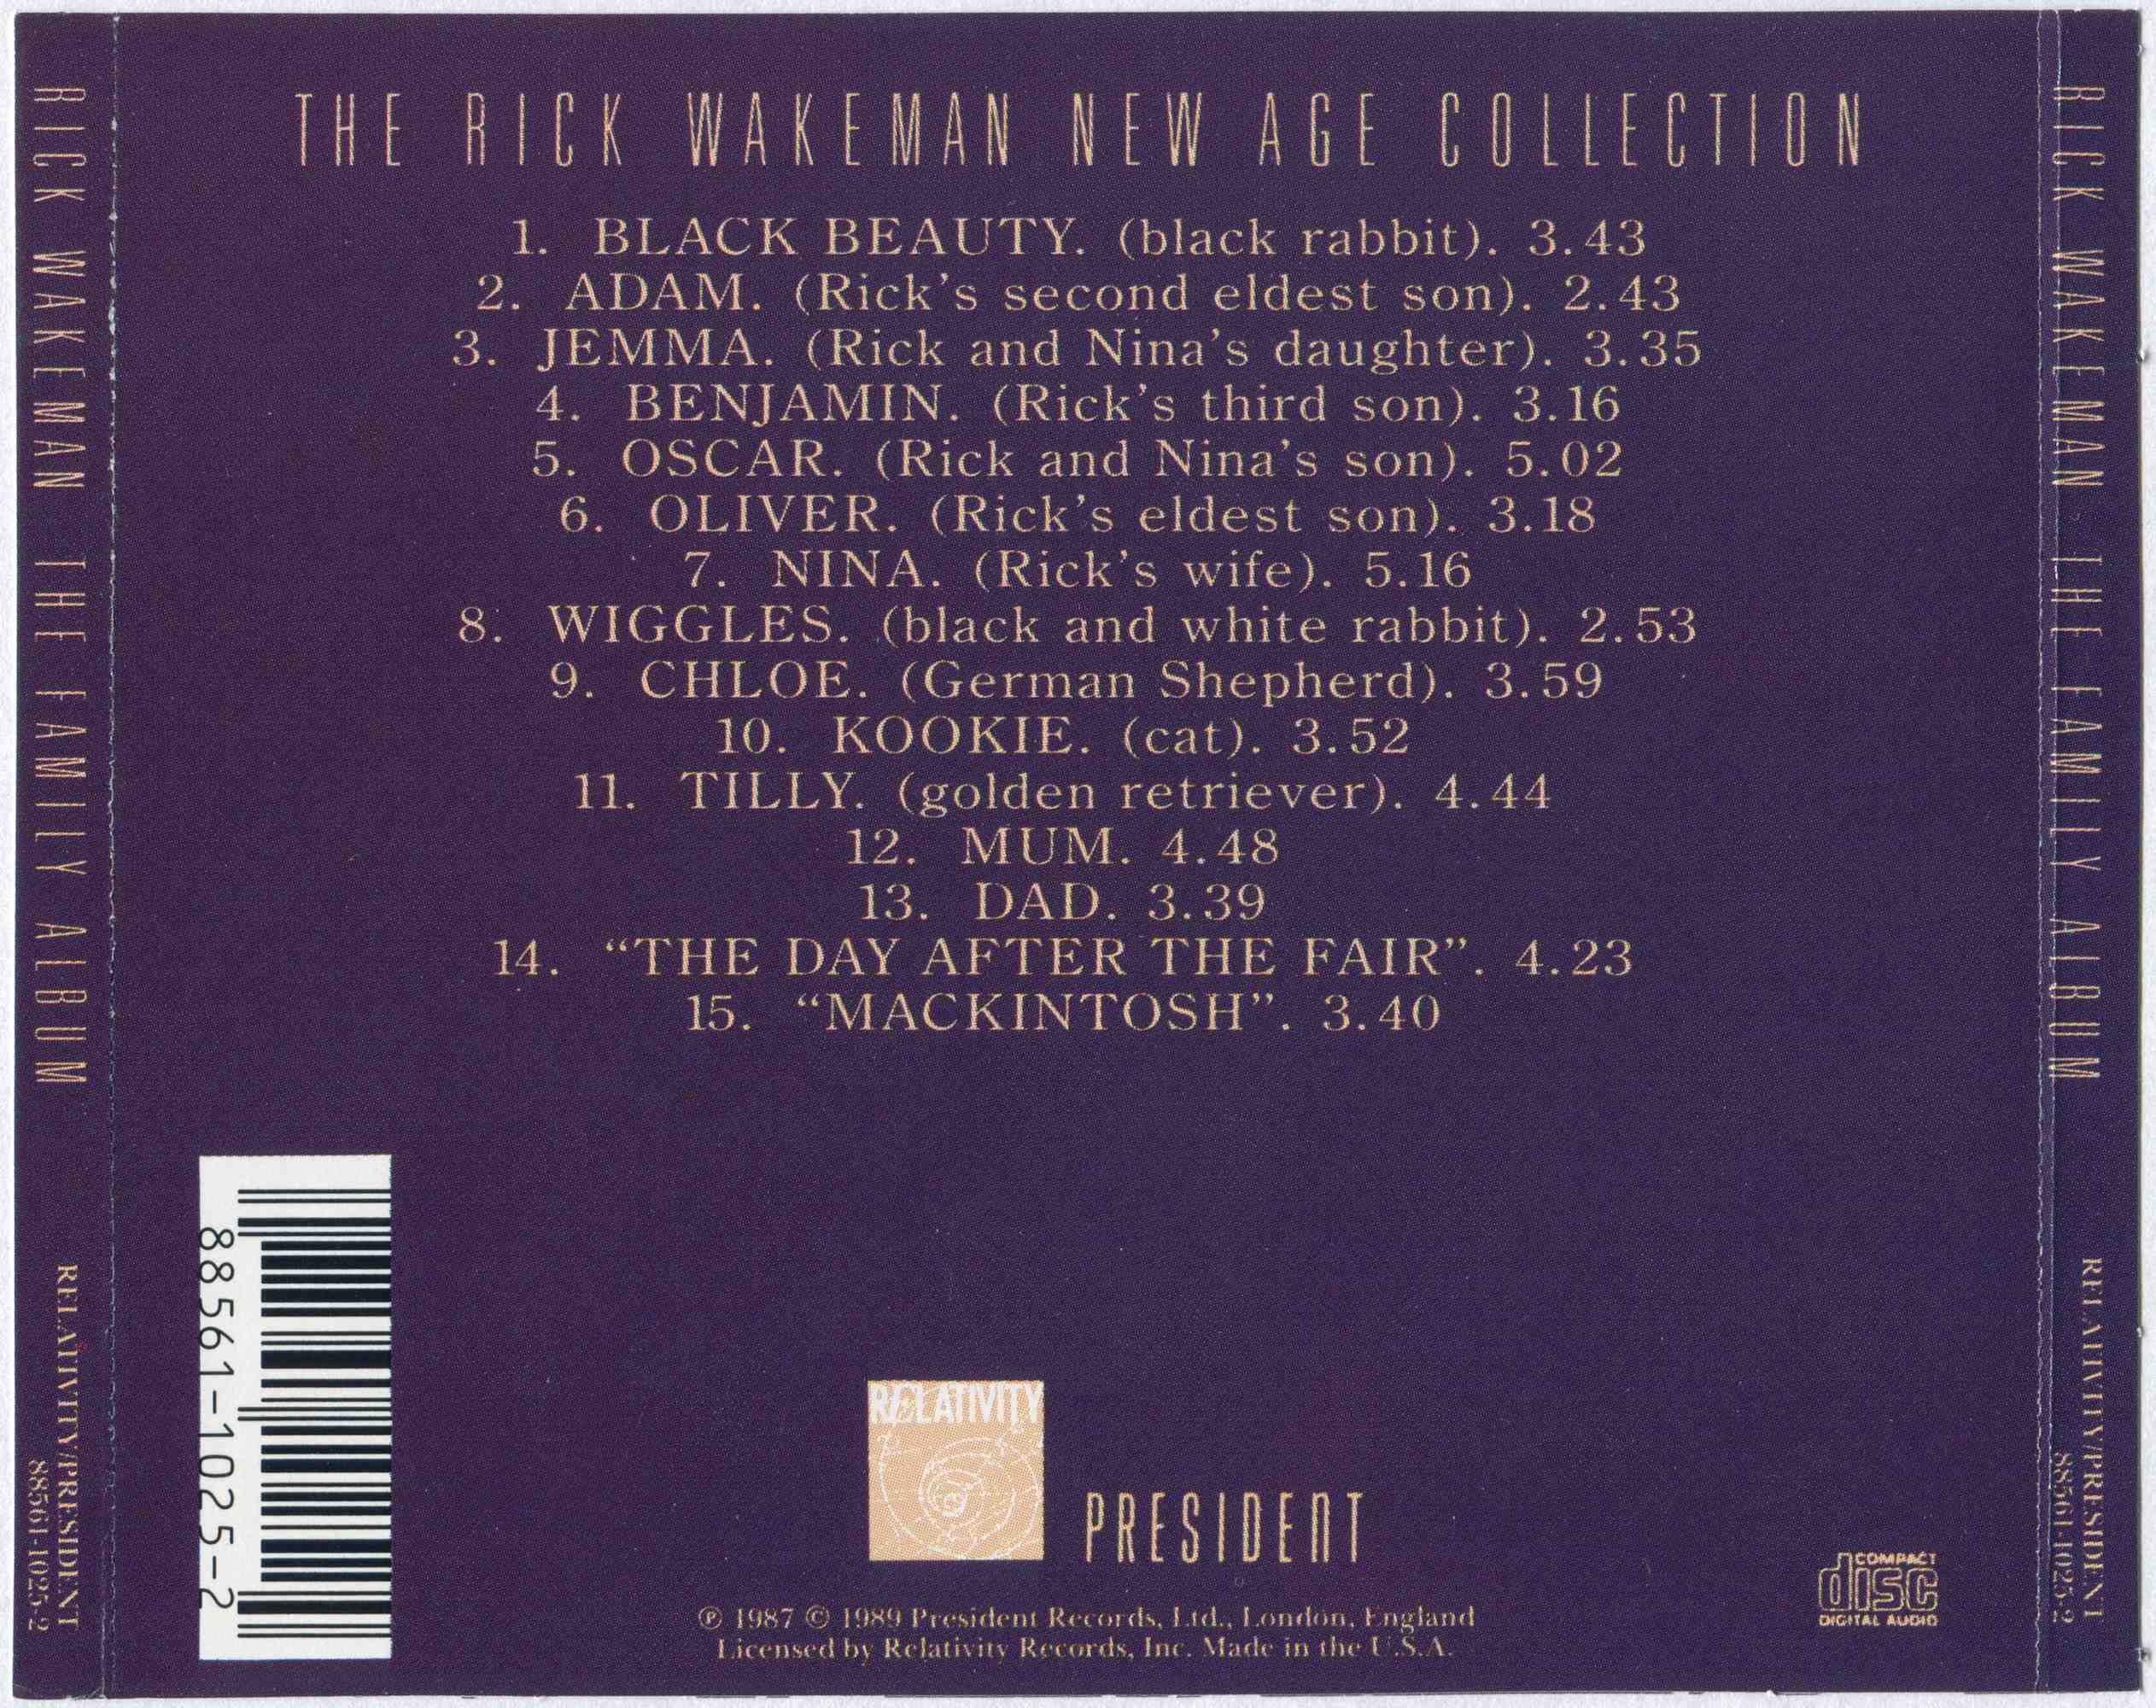 THE RICK WAKEMAN NEW AGE COLLECTION
1. BLACK BEAUTY. (black rabbit). 3.43
2. ADAM. (Rick's second eldest son). 2.43
3. JEMMA. (Rick and Nina's daughter). 3.35
4. BENJAMIN. (Rick's third son). 3.16
5. OSCAR. (Rick and Nina's son). 5.02
6. OLIVER. (Rick's eldest son). 3.18
7. NINA. (Rick's wife). 5.16
8. WIGGLES. (black and white rabbit). 2.53
9. CHLOE. (German Shepherd). 3.59
10. KOOKIE. (cat). 3.52
11. TILLY. (golden retriever). 4.44
12. MUM. 4.48
13. DAD. 3.39
14. “THE DAY AFTER THE FAIR”. 4.23
15. “MACKINTOSH”. 3.40
88561-1025-2
RELATIVITY
PRESIDENT
℗ 1987 © 1989 President Records, Ltd., London, England
Licensed by Relativity Records, Inc. Made in the U.S.A.
COMPACT
disc
DIGITAL AUDIO
RICK WAKEMAN THE FAMILY ALBUM
RELATIVITY/PRESIDENT
88561-1025-2
RICK WAKEMAN THE FAMILY ALBUM
RELATIVITY/PRESIDENT
88561-1025-2